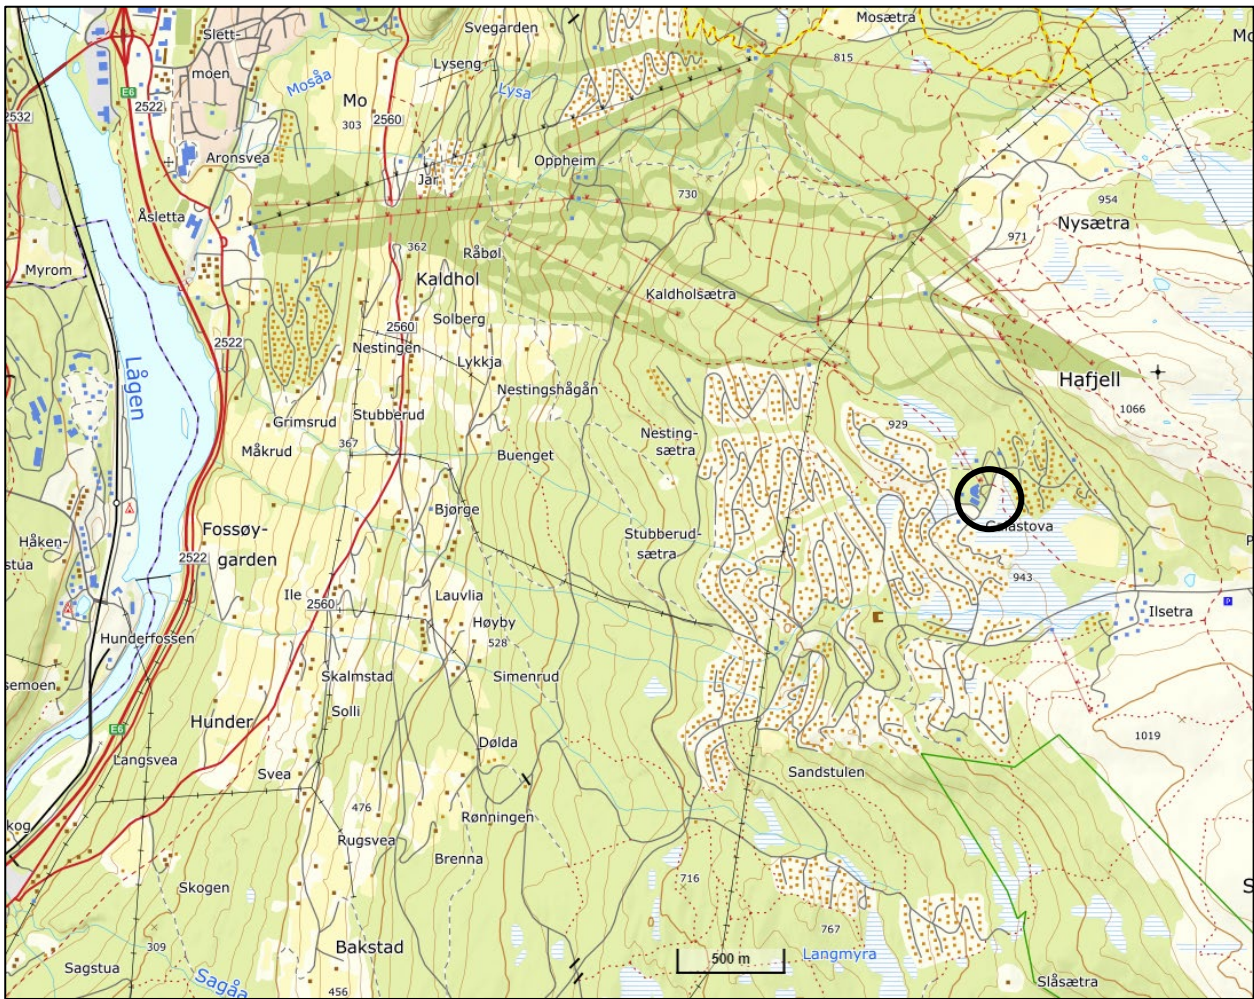 Svegarden
Mosætra
Slett-
moen
Lyseng
Lysa
815
Mosåa
E6
2522
2532
Mo
303
2560
Aronsvea
Jar
Oppheim
730
954
Nysætra
971
Åsletta
362
Råbøl
Myrom
Kaldhol
Kaldholsætra
Solberg
2560
2522
Nestingen
Lykkja
Lågen
Hafjell
Nestingshågån
1066
Stubberud
Grimsrud
929
367
Nesting-
sætra
Måkrud
Buenget
Bjørge
Fossøy-
garden
Stubberud-
sætra
Håken-
stua
2522
943
Ile
2560
Lauvlia
Ilsetra
P
Høyby
528
Hunderfossen
Skalmstad
Simenrud
semoen
Solli
Hunder
E6
Dølda
1019
Langsvea
Svea
Sandstulen
476
Rønningen
kog
Rugsvea
Brenna
716
Skogen
767
309
Bakstad
500 m
Langmyra
Sagstua
Sagåa
456
Slåsætra